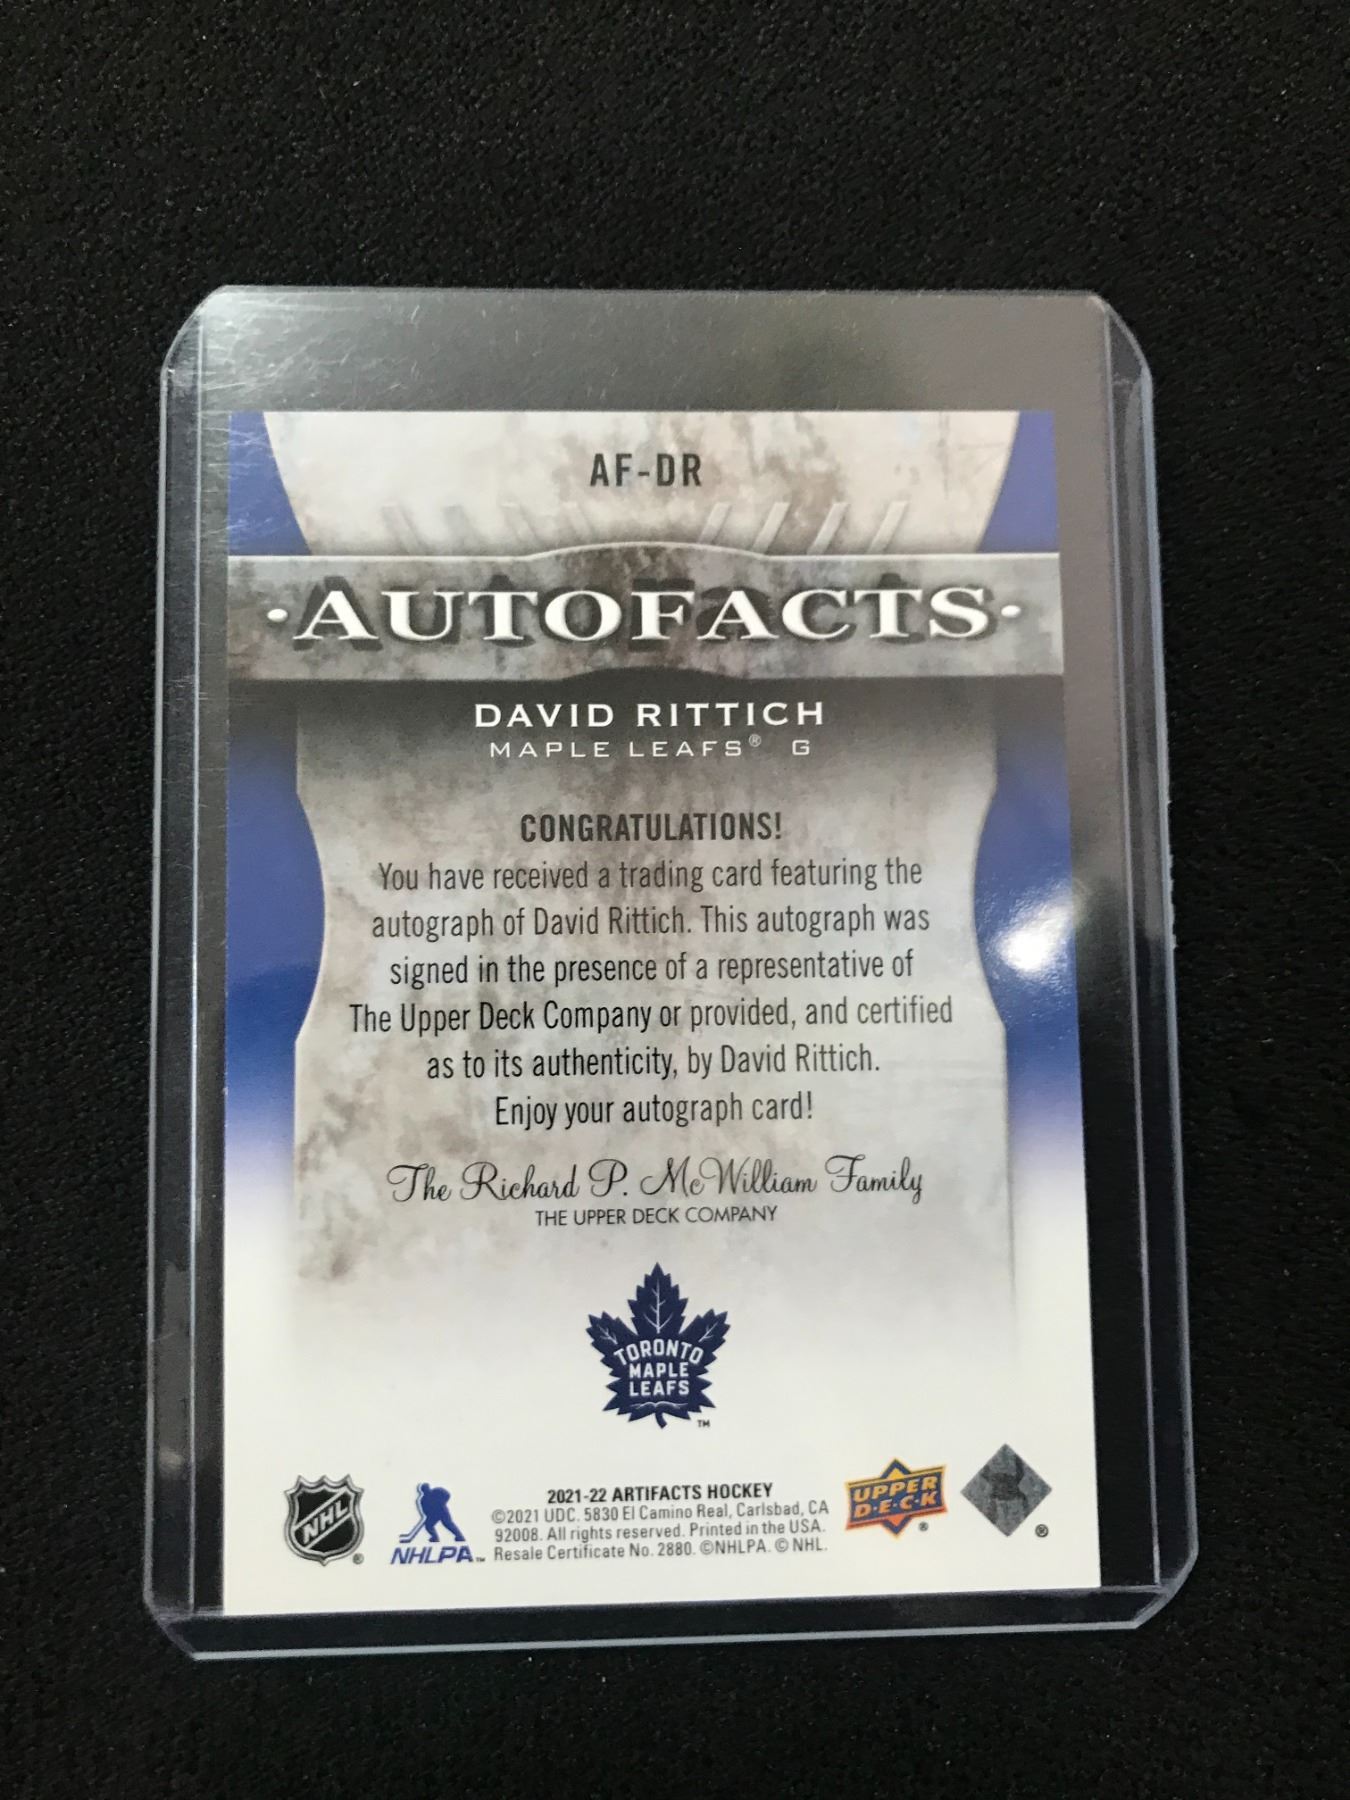 AF-DR
·AUTOFACTS·
DAVID RITTICH
MAPLE LEAFS® G
CONGRATULATIONS!
You have received a trading card featuring the
autograph of David Rittich. This autograph was
signed in the presence of a representative of
The Upper Deck Company or provided, and certified
as to its authenticity, by David Rittich.
Enjoy your autograph card!
The Richard P. McWilliam Family
THE UPPER DECK COMPANY
TORONTO
MAPLE
LEAFS
™
NHL
®
NHLPA™
2021-22 ARTIFACTS HOCKEY
©2021 UDC. 5830 El Camino Real, Carlsbad, CA
92008. All rights reserved. Printed in the USA.
Resale Certificate No. 2880. ©NHLPA. © NHL.
UPPER
D·E·C·K
®
®